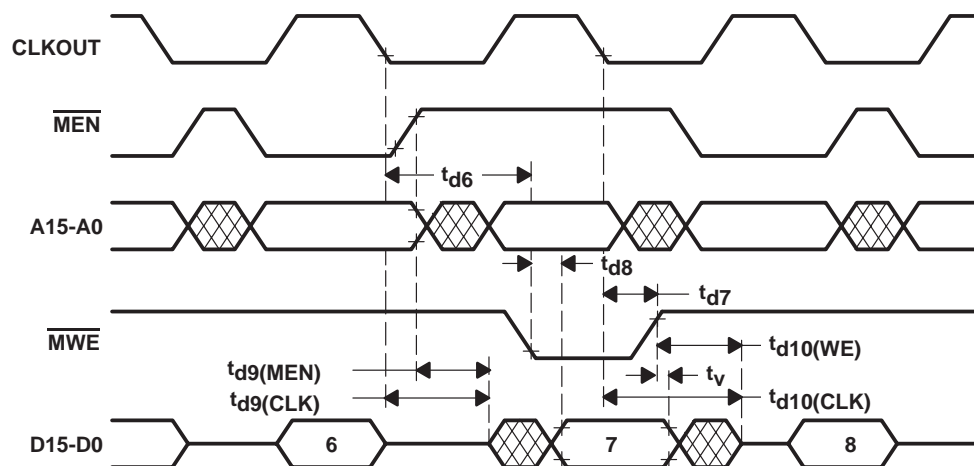 CLKOUT
MEN
td6
A15-A0
td8
td7
MWE
td10(WE)
td9(MEN)
tv
td9(CLK)
td10(CLK)
D15-D0
6
7
8